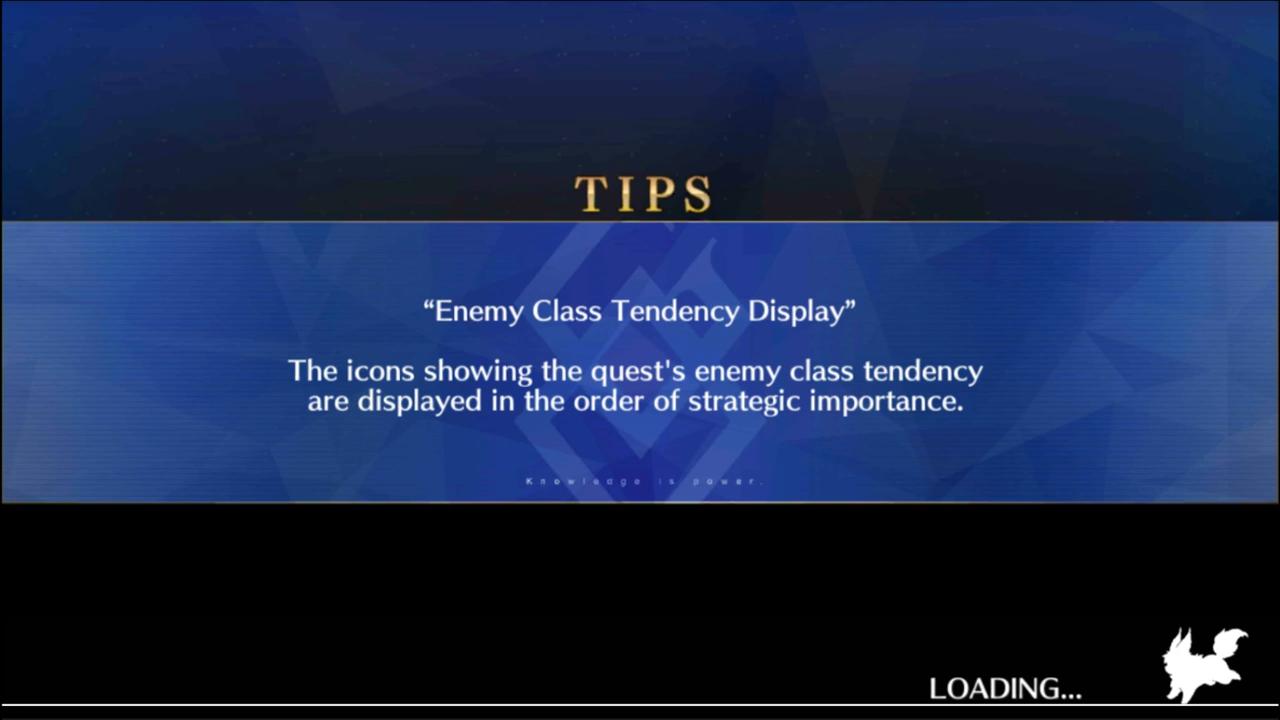 TIPS
“Enemy Class Tendency Display”
The icons showing the quest's enemy class tendency
are displayed in the order of strategic importance.
Knowledge is power.
LOADING...